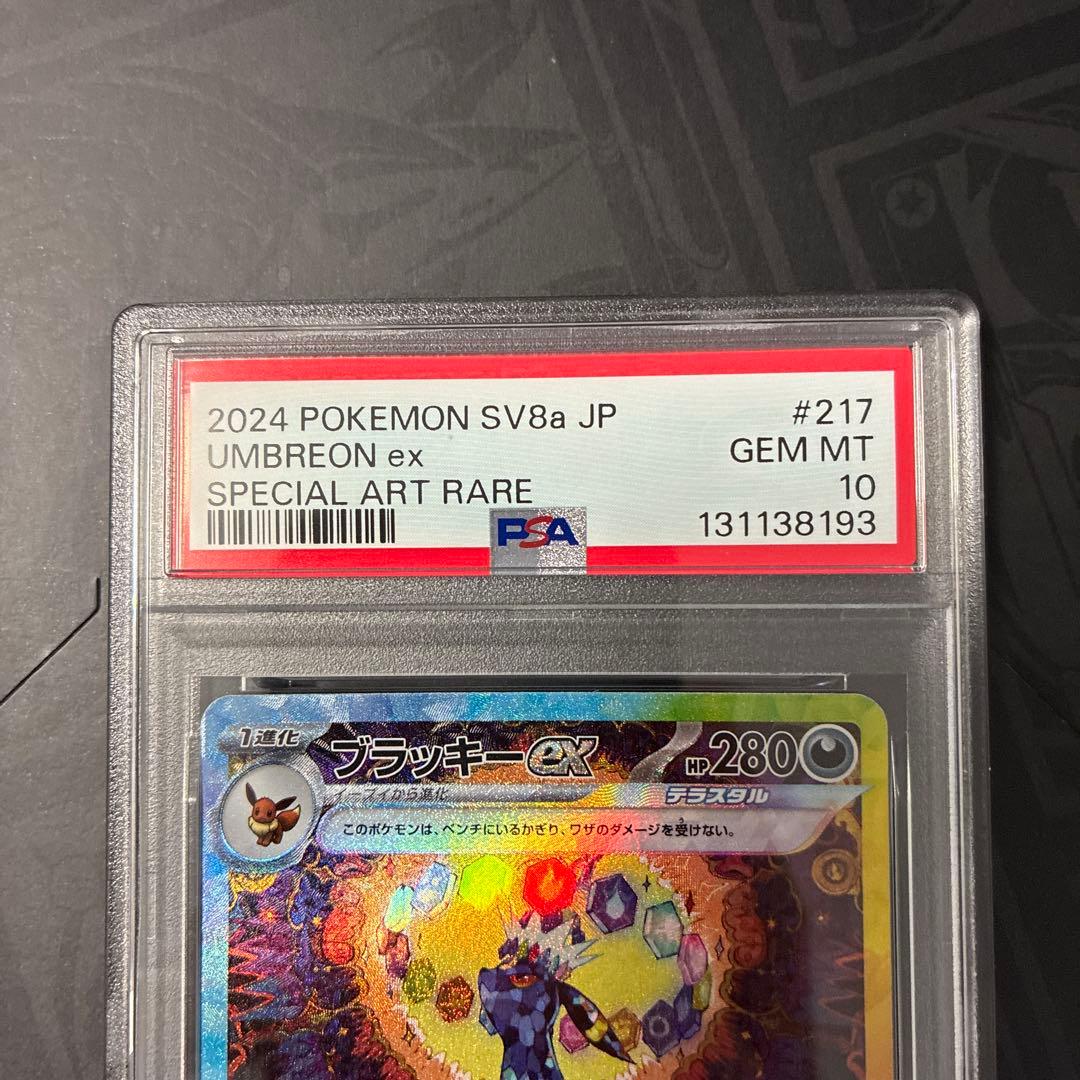 2024 POKEMON SV8a JP #217
UMBREON ex GEM MT
SPECIAL ART RARE 10
PSA 131138193
1進化 ブラッキーex HP280
イーブイから進化 テラスタル
このポケモンは、ベンチにいるかぎり、ワザのダメージを受けない。